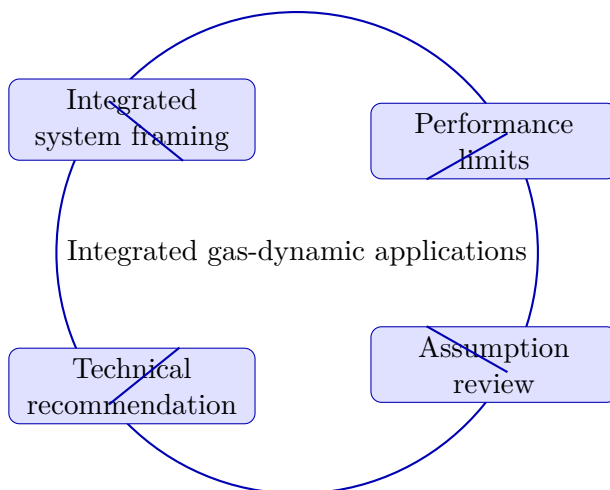 Integrated
system framing
Performance
limits
Integrated gas-dynamic applications
Technical
recommendation
Assumption
review